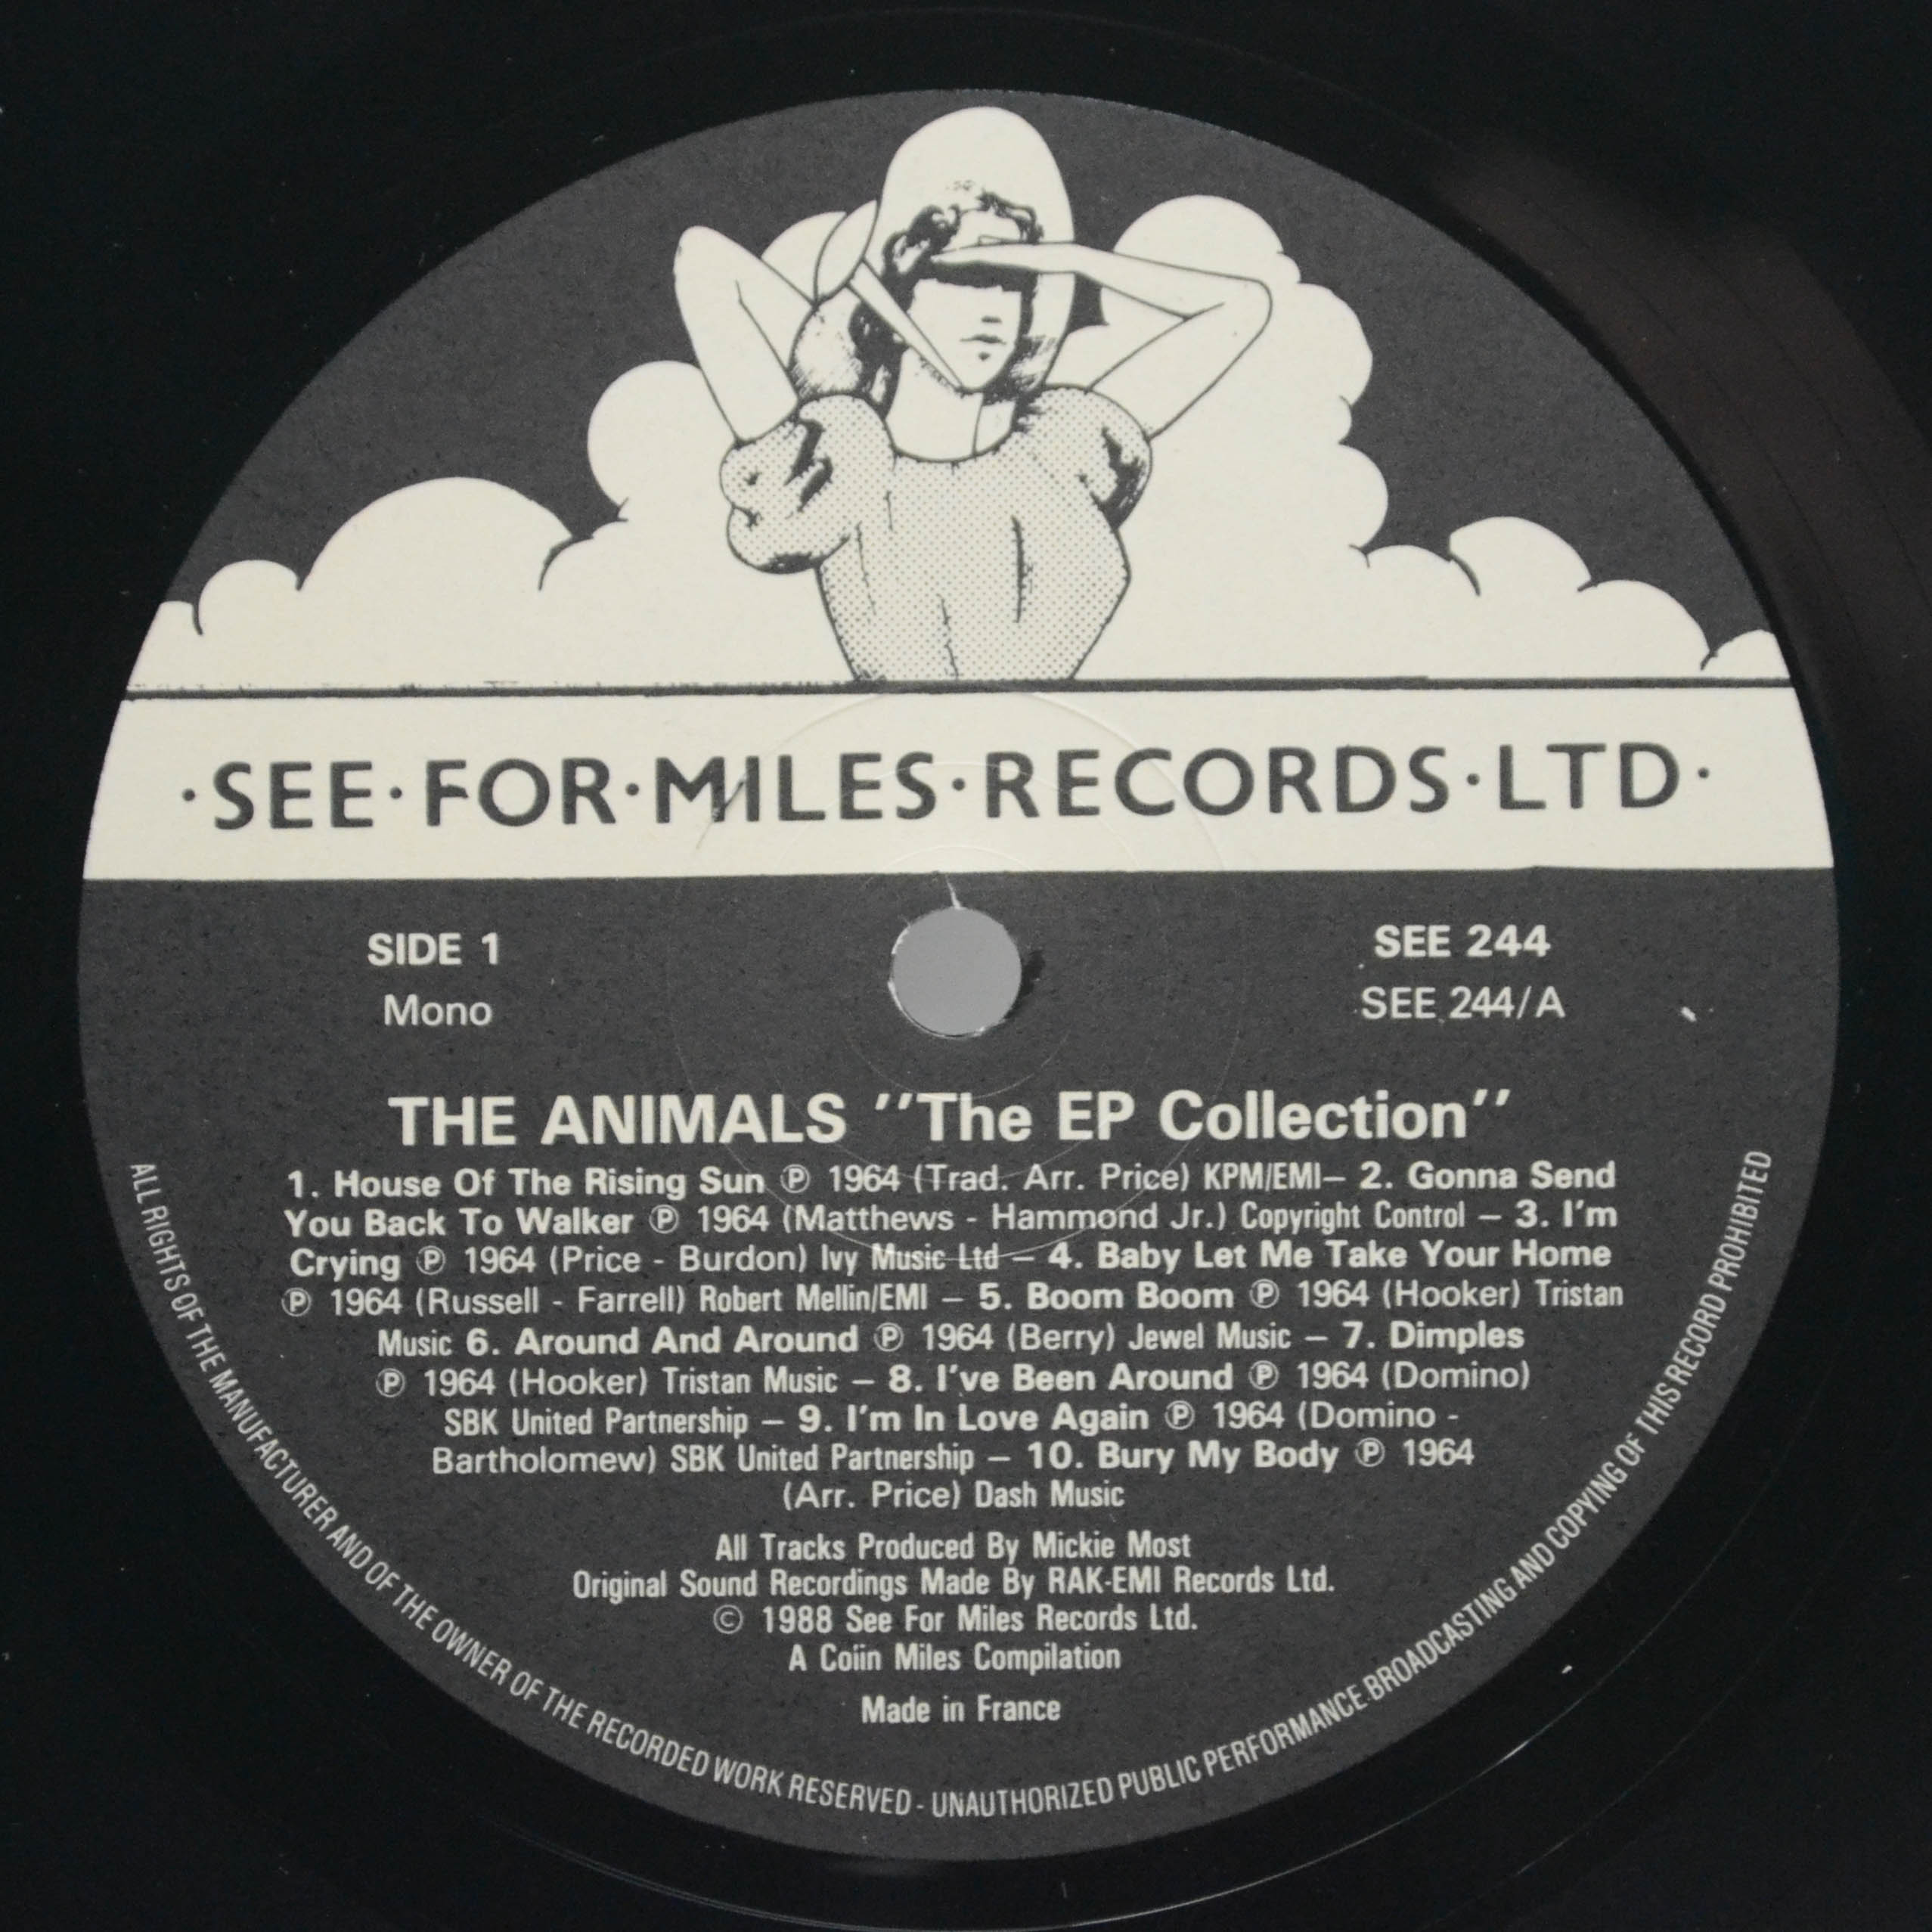 ·SEE·FOR·MILES·RECORDS·LTD·
SIDE 1
Mono
SEE 244
SEE 244/A
THE ANIMALS "The EP Collection"
1. House Of The Rising Sun ℗ 1964 (Trad. Arr. Price) KPM/EMI– 2. Gonna Send
You Back To Walker ℗ 1964 (Matthews - Hammond Jr.) Copyright Control – 3. I'm
Crying ℗ 1964 (Price - Burdon) Ivy Music Ltd – 4. Baby Let Me Take Your Home
℗ 1964 (Russell - Farrell) Robert Mellin/EMI – 5. Boom Boom ℗ 1964 (Hooker) Tristan
Music 6. Around And Around ℗ 1964 (Berry) Jewel Music – 7. Dimples
℗ 1964 (Hooker) Tristan Music – 8. I've Been Around ℗ 1964 (Domino)
SBK United Partnership – 9. I'm In Love Again ℗ 1964 (Domino -
Bartholomew) SBK United Partnership – 10. Bury My Body ℗ 1964
(Arr. Price) Dash Music
All Tracks Produced By Mickie Most
Original Sound Recordings Made By RAK-EMI Records Ltd.
© 1988 See For Miles Records Ltd.
A Colin Miles Compilation
Made in France
ALL RIGHTS OF THE MANUFACTURER AND OF THE OWNER OF THE RECORDED WORK RESERVED - UNAUTHORIZED PUBLIC PERFORMANCE BROADCASTING AND COPYING OF THIS RECORD PROHIBITED